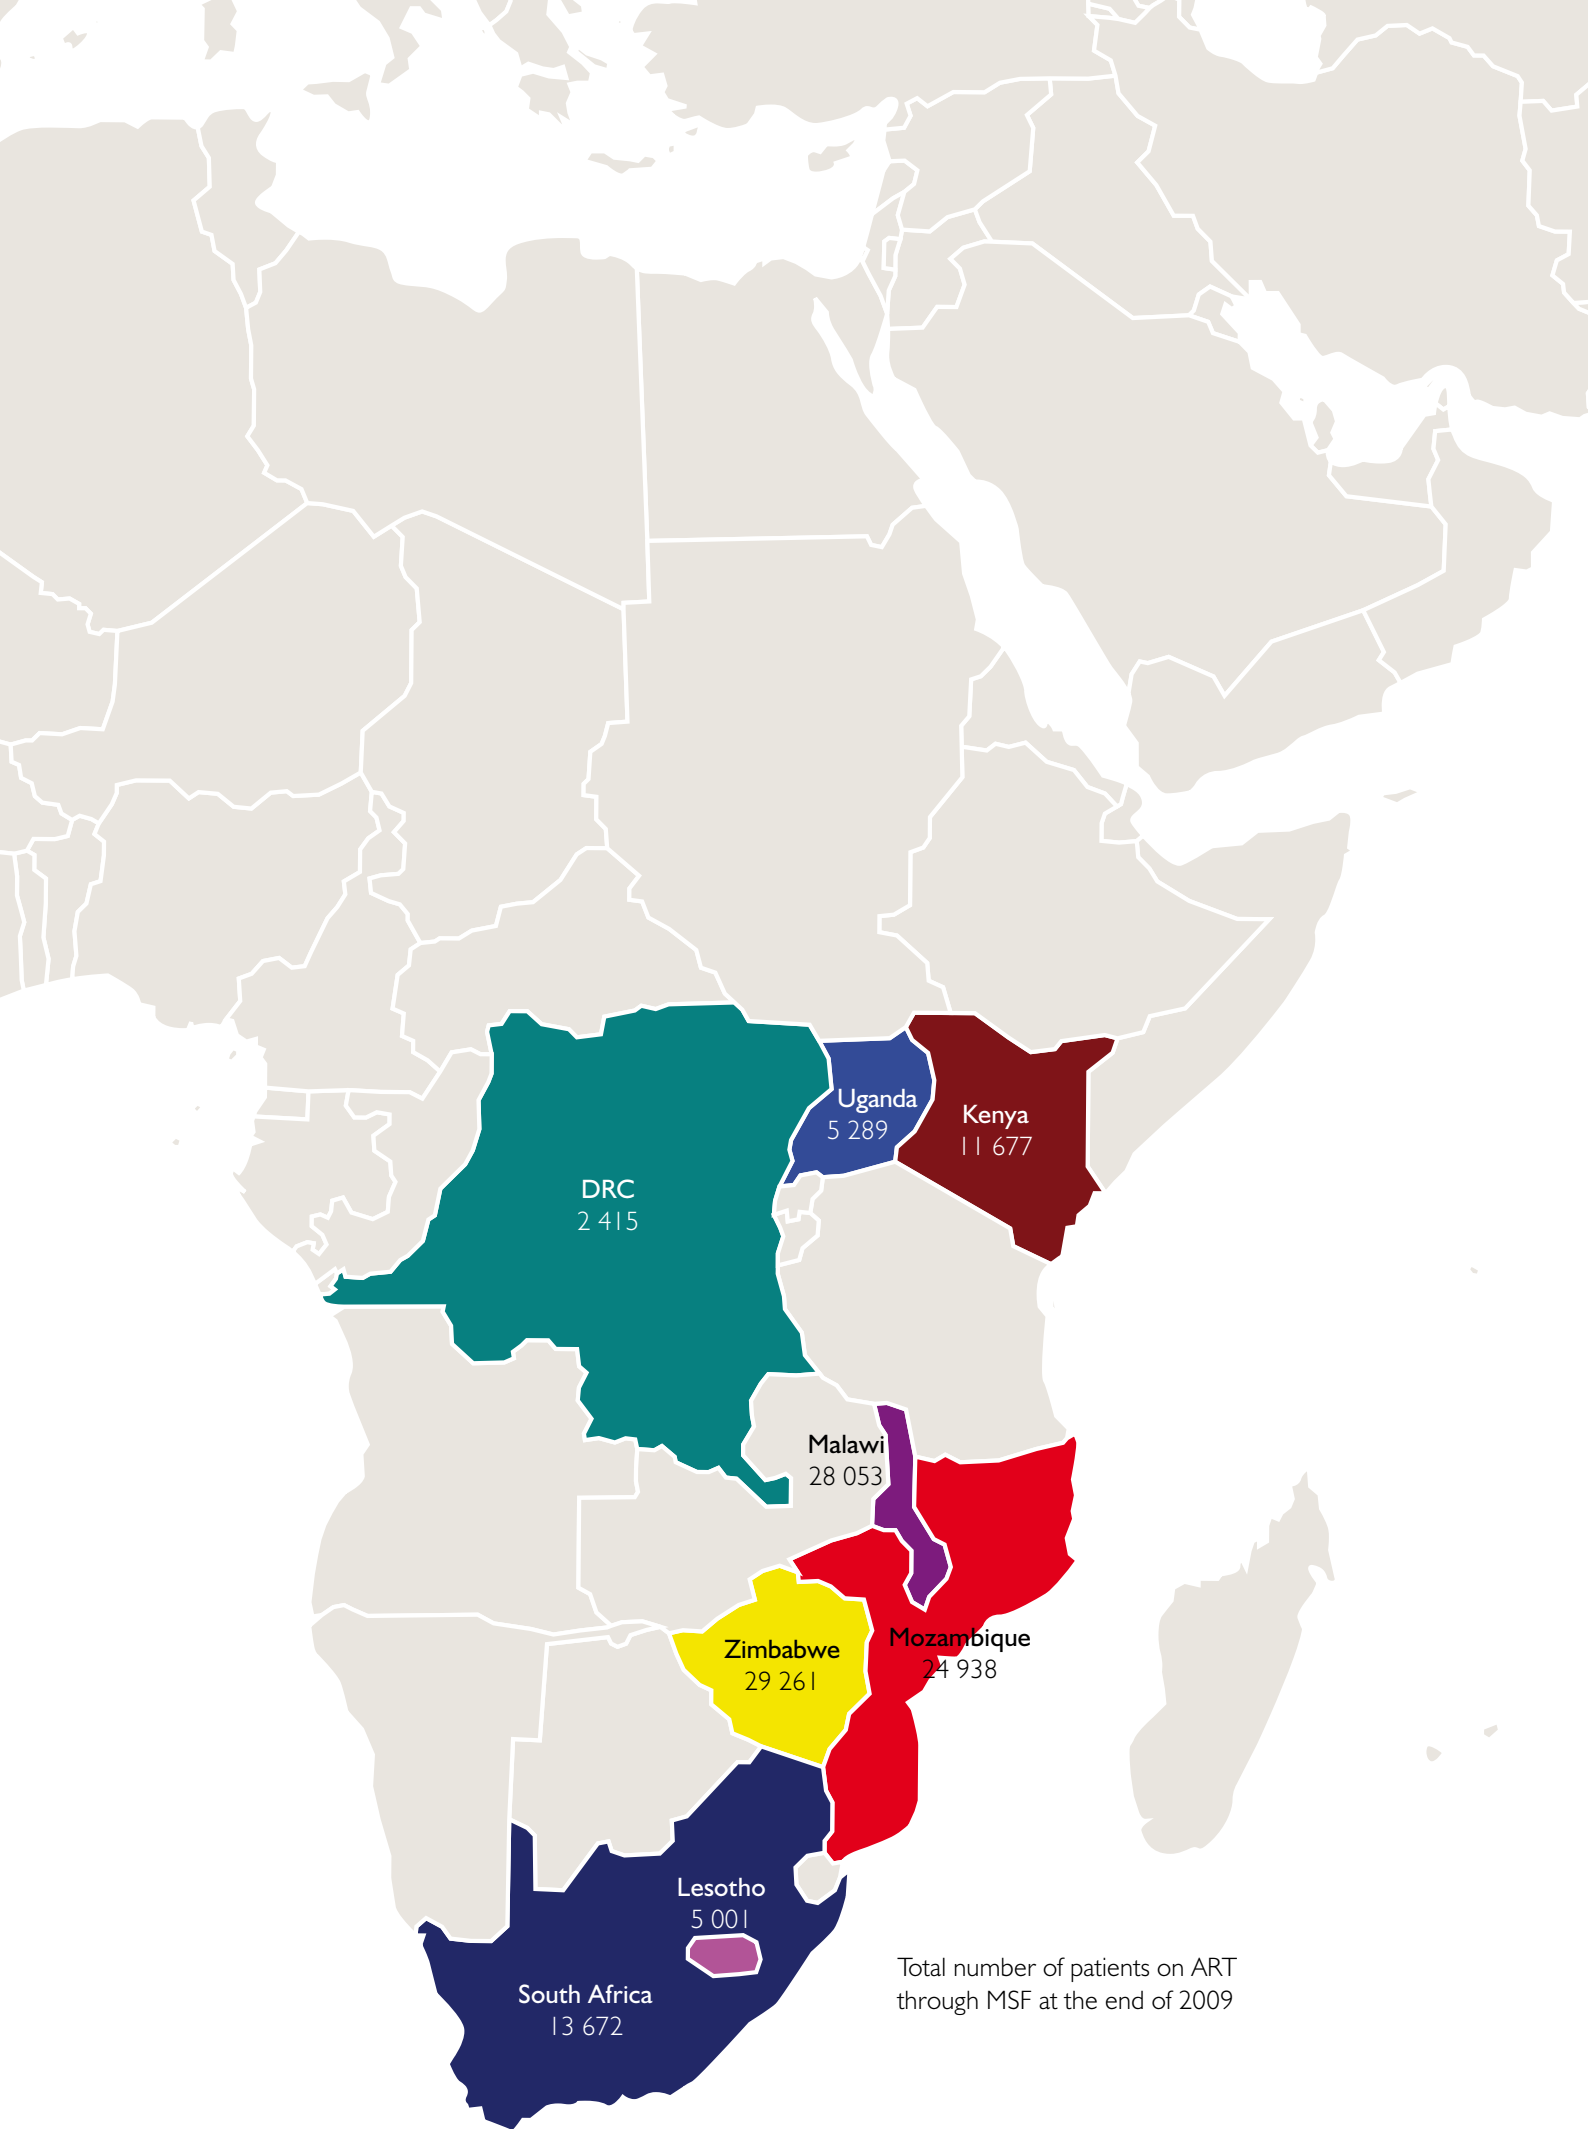 Uganda
5 289
Kenya
11 677
DRC
2 415
Malawi
28 053
Mozambique
24 938
Zimbabwe
29 261
Lesotho
5 001
South Africa
13 672
Total number of patients on ART
through MSF at the end of 2009